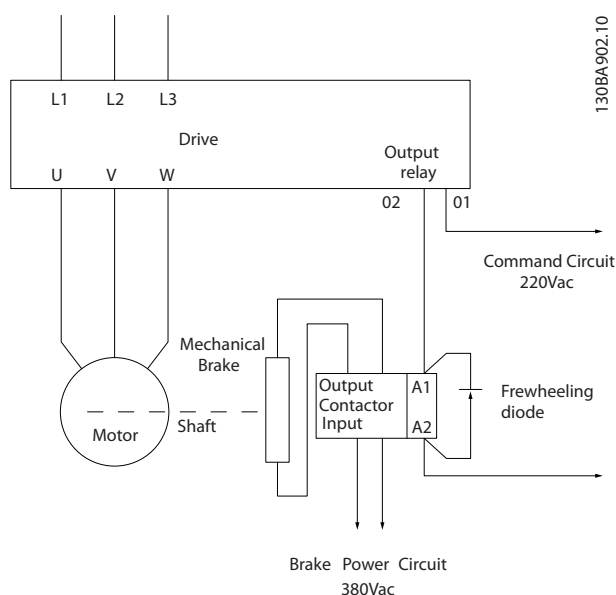 130BA902.10
L1 L2 L3
Drive
U V W
Output
relay
02 01
Command Circuit
220Vac
Mechanical
Brake
Output
Contactor
Input
A1
A2
Frewheeling
diode
Shaft
Motor
Brake Power Circuit
380Vac